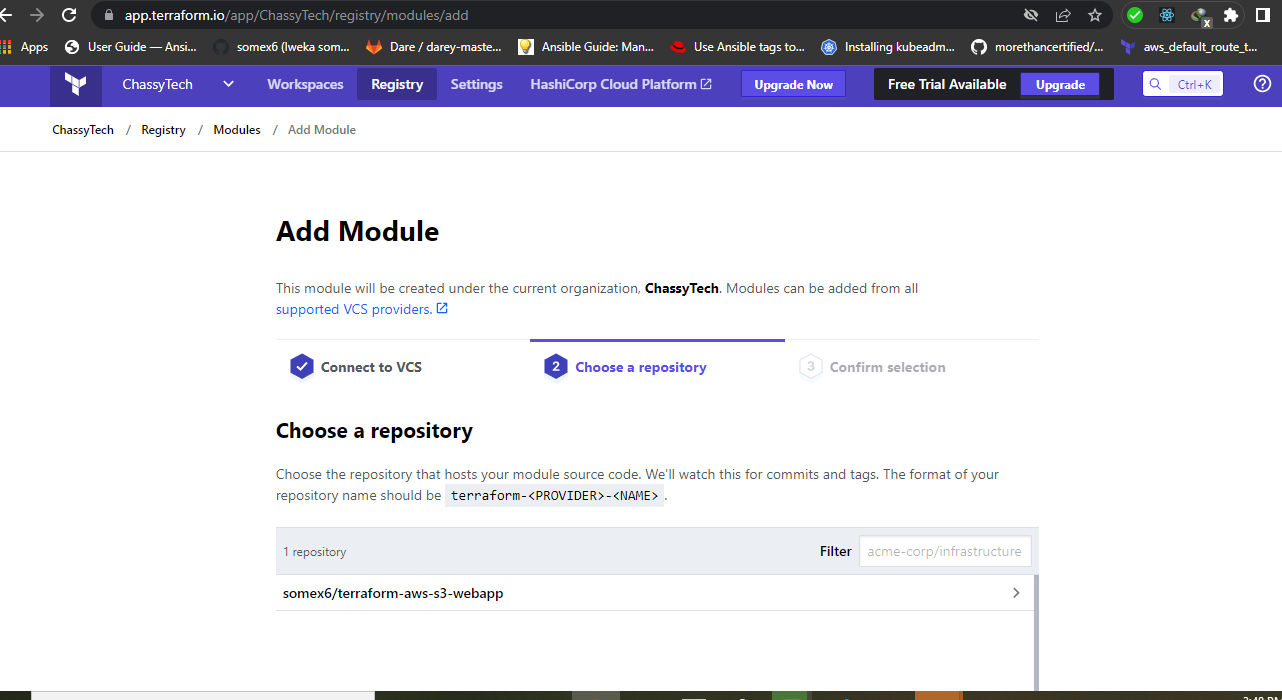 app.terraform.io/app/ChassyTech/registry/modules/add
Apps User Guide — Ansi... somex6 (Iweka som... Dare / darey-maste... Ansible Guide: Man... Use Ansible tags to... Installing kubeadm... morethancertified/... aws_default_route_t...
ChassyTech Workspaces Registry Settings HashiCorp Cloud Platform Upgrade Now Free Trial Available Upgrade Ctrl+K
ChassyTech / Registry / Modules / Add Module
Add Module
This module will be created under the current organization, ChassyTech. Modules can be added from all
supported VCS providers.
Connect to VCS 2 Choose a repository 3 Confirm selection
Choose a repository
Choose the repository that hosts your module source code. We'll watch this for commits and tags. The format of your
repository name should be terraform-<PROVIDER>-<NAME>.
1 repository Filter acme-corp/infrastructure
somex6/terraform-aws-s3-webapp